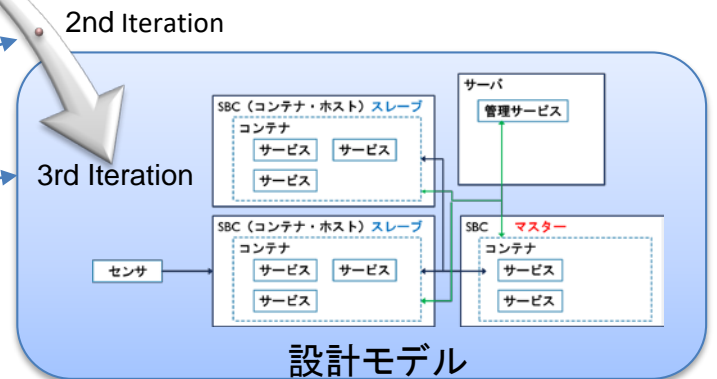 2nd Iteration
3rd Iteration
サーバ
管理サービス
SBC（コンテナ・ホスト）スレーブ
コンテナ
サービス サービス
サービス
SBC（コンテナ・ホスト）スレーブ
コンテナ
サービス サービス
サービス
SBC マスター
コンテナ
サービス
サービス
センサ
設計モデル